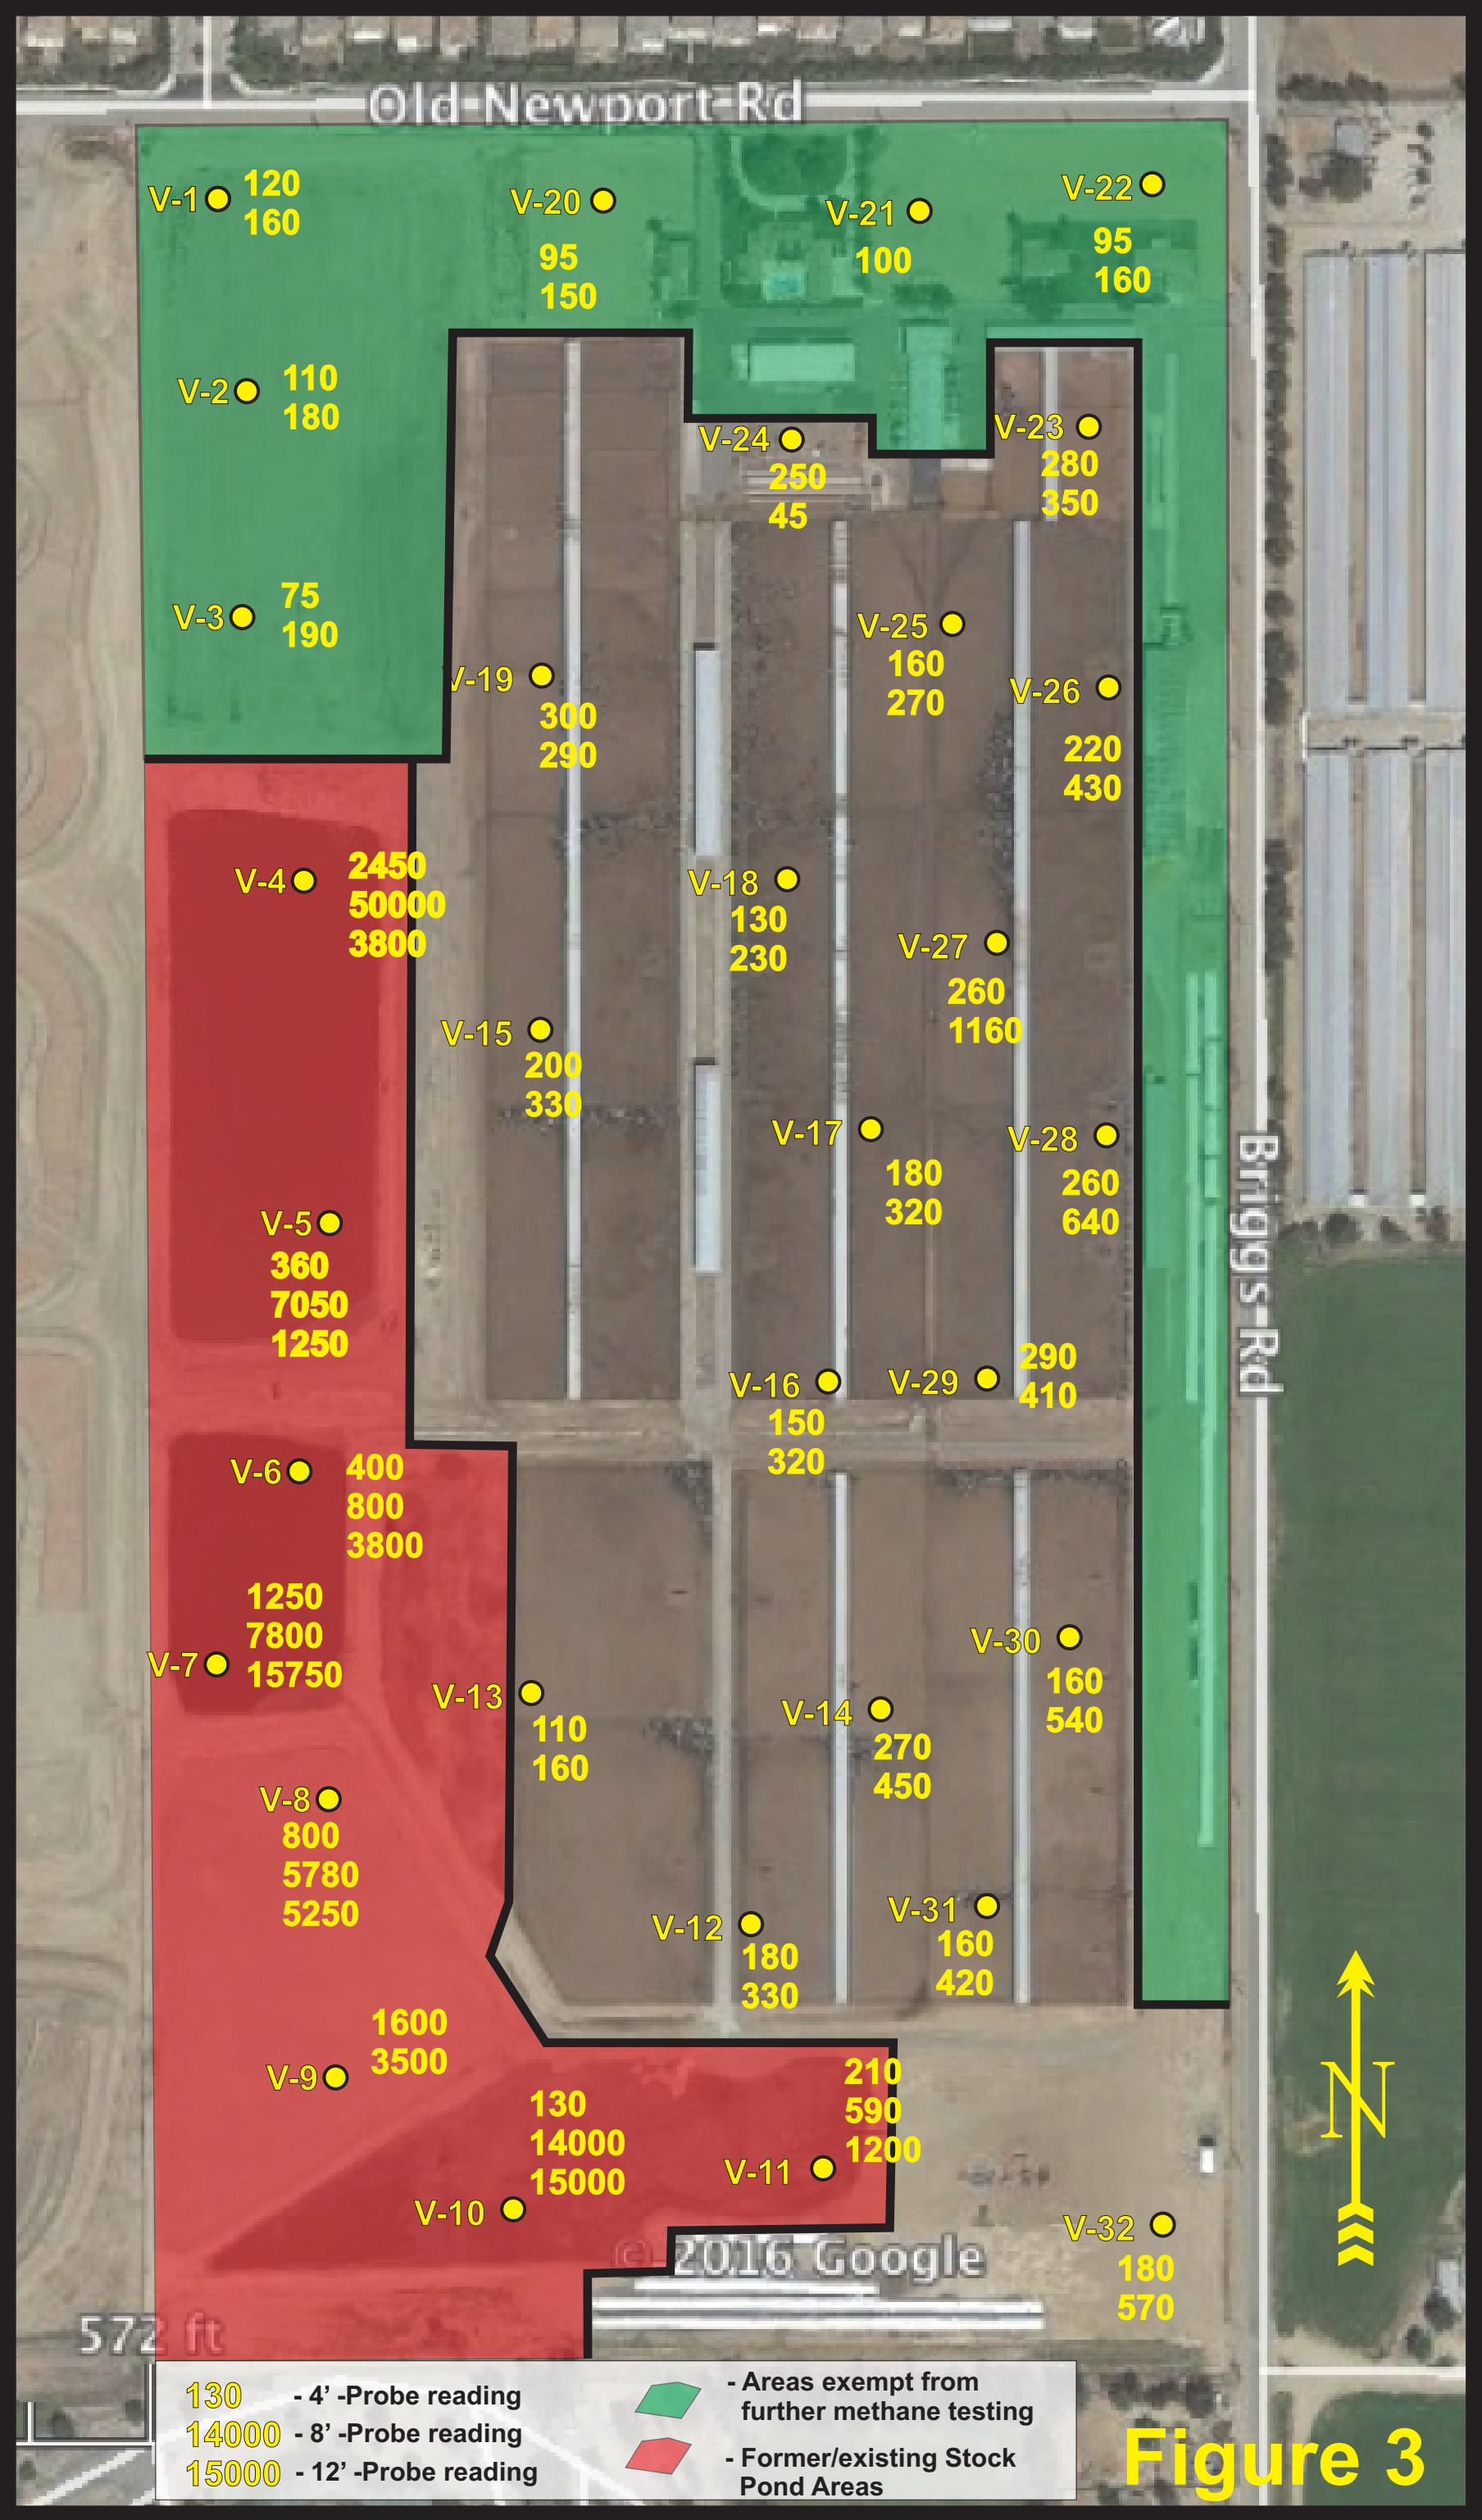 Old Newport Rd
V-1
120
160
V-20
95
150
V-21
100
V-22
95
160
V-2
110
180
V-24
250
45
V-23
280
350
V-3
75
190
V-19
300
290
V-25
160
270
V-26
220
430
V-4
2450
50000
3800
V-18
130
230
V-27
260
1160
V-15
200
330
V-17
180
320
V-28
260
640
Briggs Rd
V-5
360
7050
1250
V-16
150
320
V-29
290
410
V-6
400
800
3800
V-7
1250
7800
15750
V-13
110
160
V-14
270
450
V-30
160
540
V-8
800
5780
5250
V-12
180
330
V-31
160
420
V-9
1600
3500
V-10
130
14000
15000
V-11
210
590
1200
N
V-32
180
570
© 2016 Google
572 ft
130 - 4’ -Probe reading
14000 - 8’ -Probe reading
15000 - 12’ -Probe reading
- Areas exempt from
further methane testing
- Former/existing Stock
Pond Areas
Figure 3